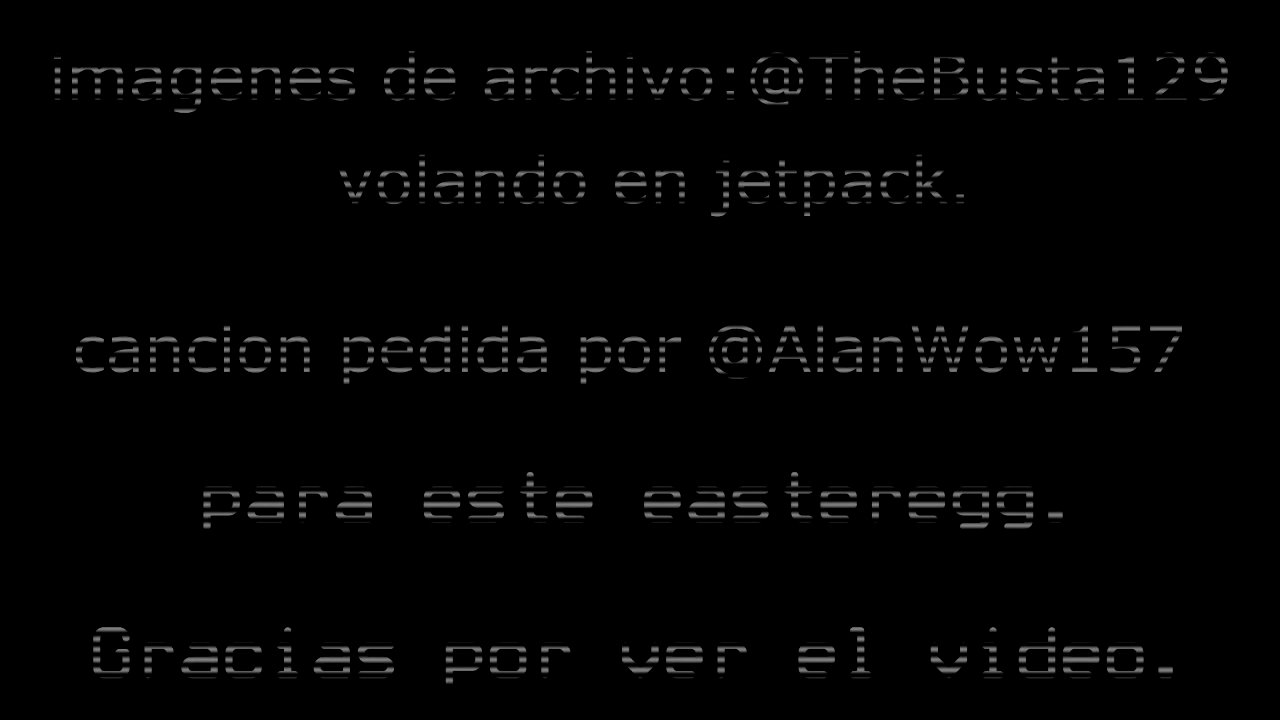 imagenes de archivo:@TheBusta129
volando en jetpack.
cancion pedida por @AlanWow157
para este easteregg.
Gracias por ver el video.